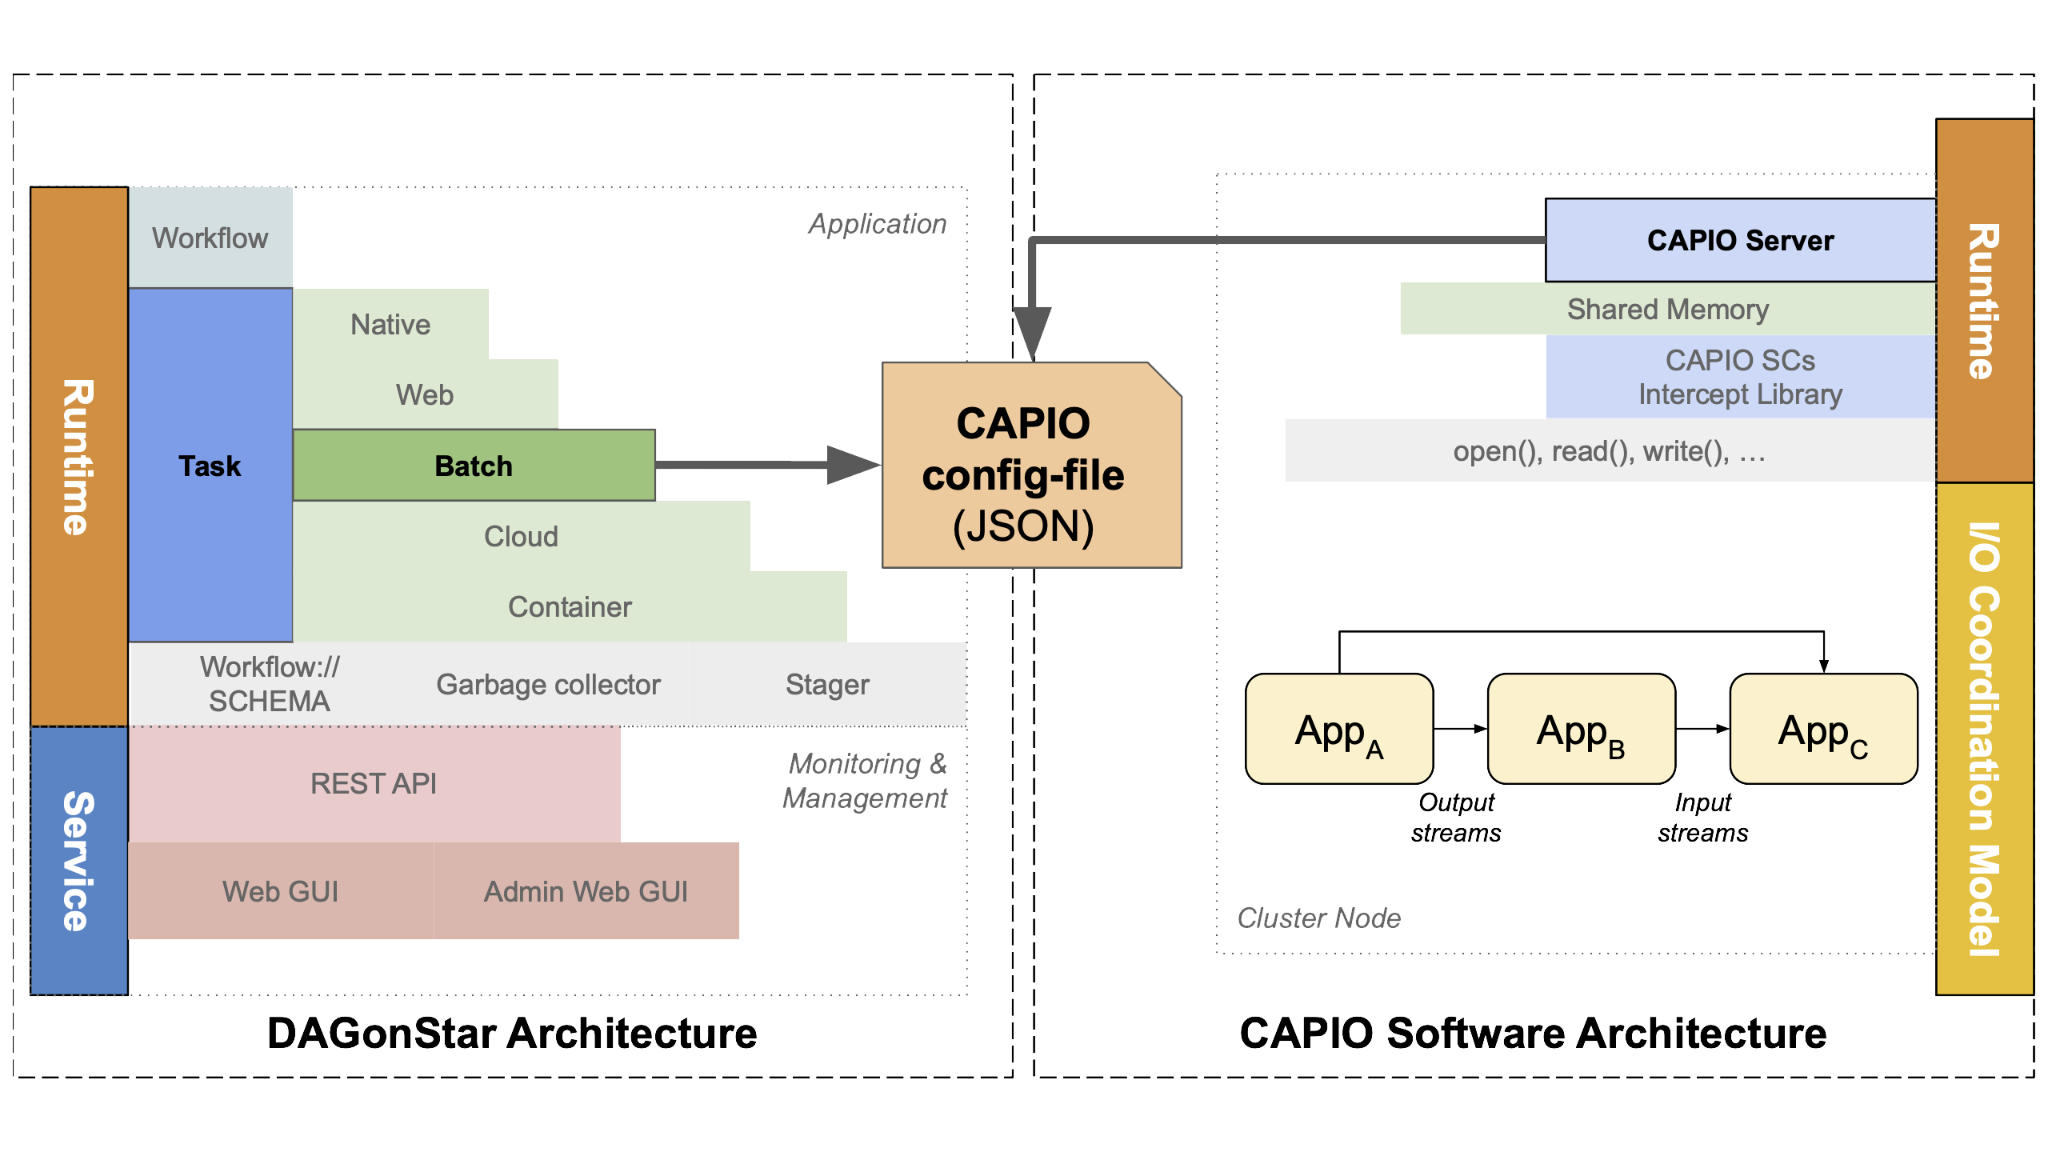 Runtime
Workflow
Application
Task
Native
Web
Batch
Cloud
Container
Workflow://
SCHEMA
Garbage collector
Stager
Service
REST API
Monitoring &
Management
Web GUI
Admin Web GUI
DAGonStar Architecture
CAPIO
config-file
(JSON)
CAPIO Server
Shared Memory
CAPIO SCs
Intercept Library
open(), read(), write(), …
Runtime
I/O Coordination Model
AppA
AppB
AppC
Output
streams
Input
streams
Cluster Node
CAPIO Software Architecture